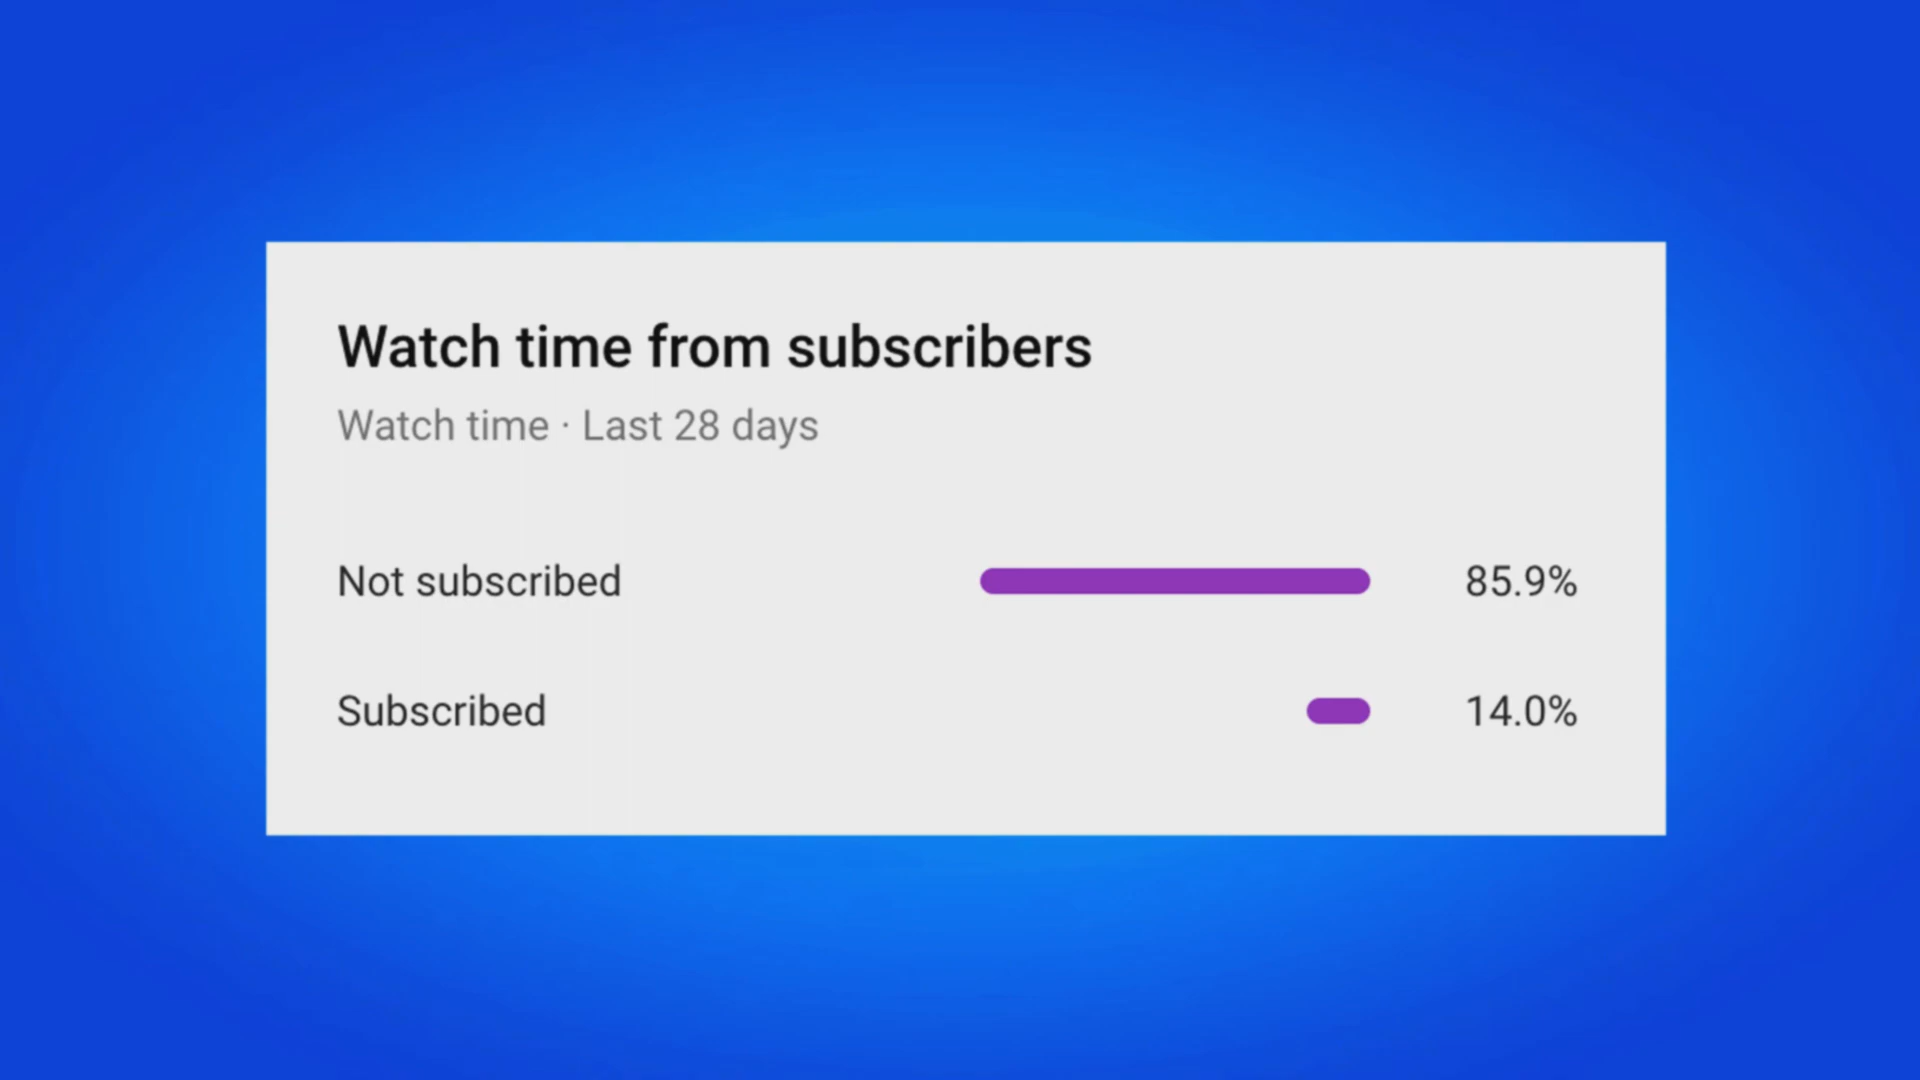 Watch time from subscribers
Watch time · Last 28 days
Not subscribed 85.9%
Subscribed 14.0%